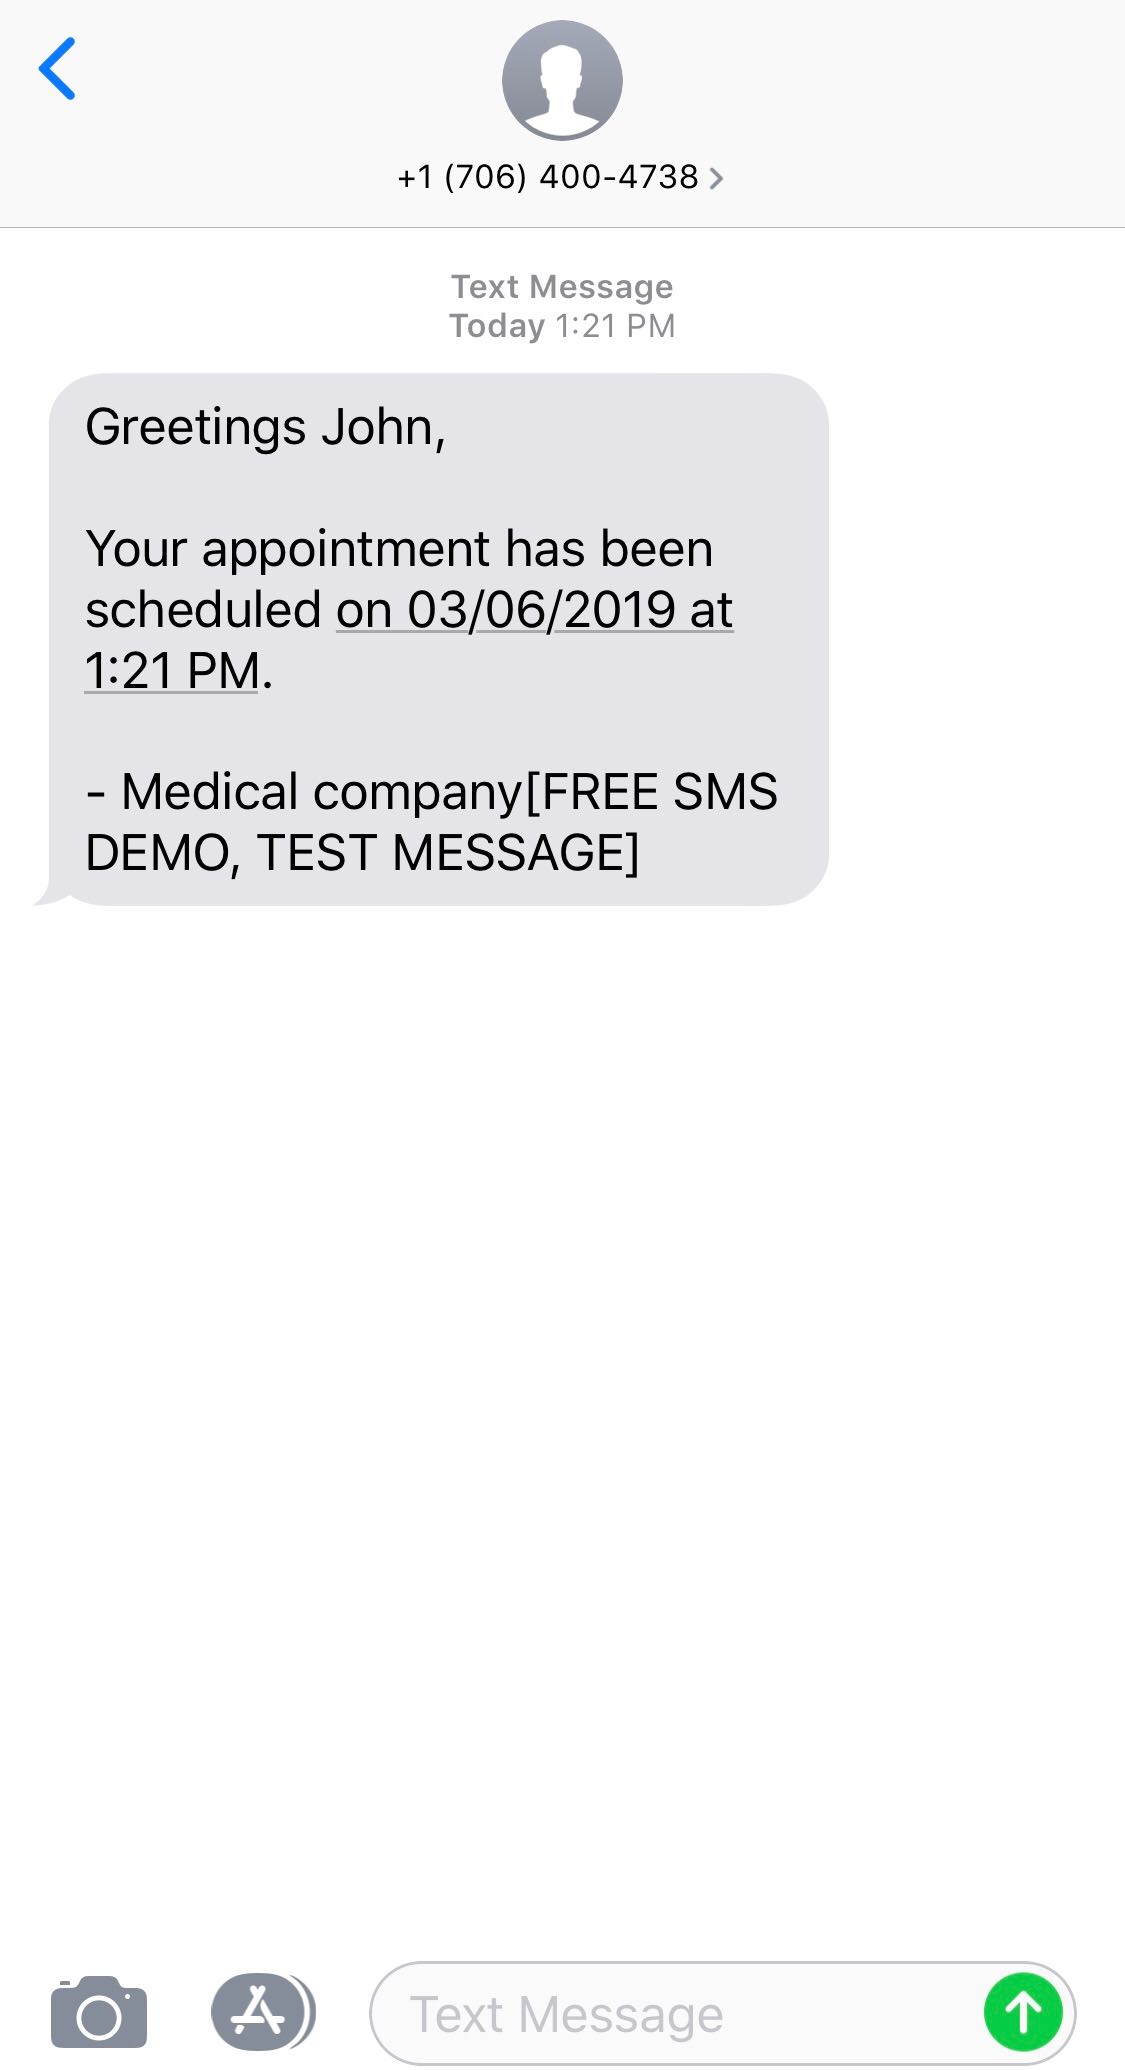 +1 (706) 400-4738
Text Message
Today 1:21 PM
Greetings John,
Your appointment has been
scheduled on 03/06/2019 at
1:21 PM.
- Medical company[FREE SMS
DEMO, TEST MESSAGE]
Text Message